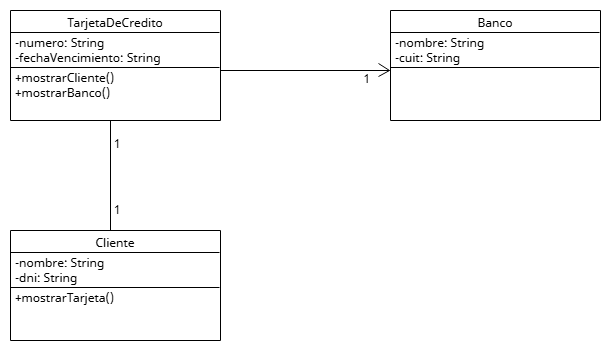 TarjetaDeCredito
-numero: String
-fechaVencimiento: String
+mostrarCliente()
+mostrarBanco()
Banco
-nombre: String
-cuit: String
1
1
1
Cliente
-nombre: String
-dni: String
+mostrarTarjeta()